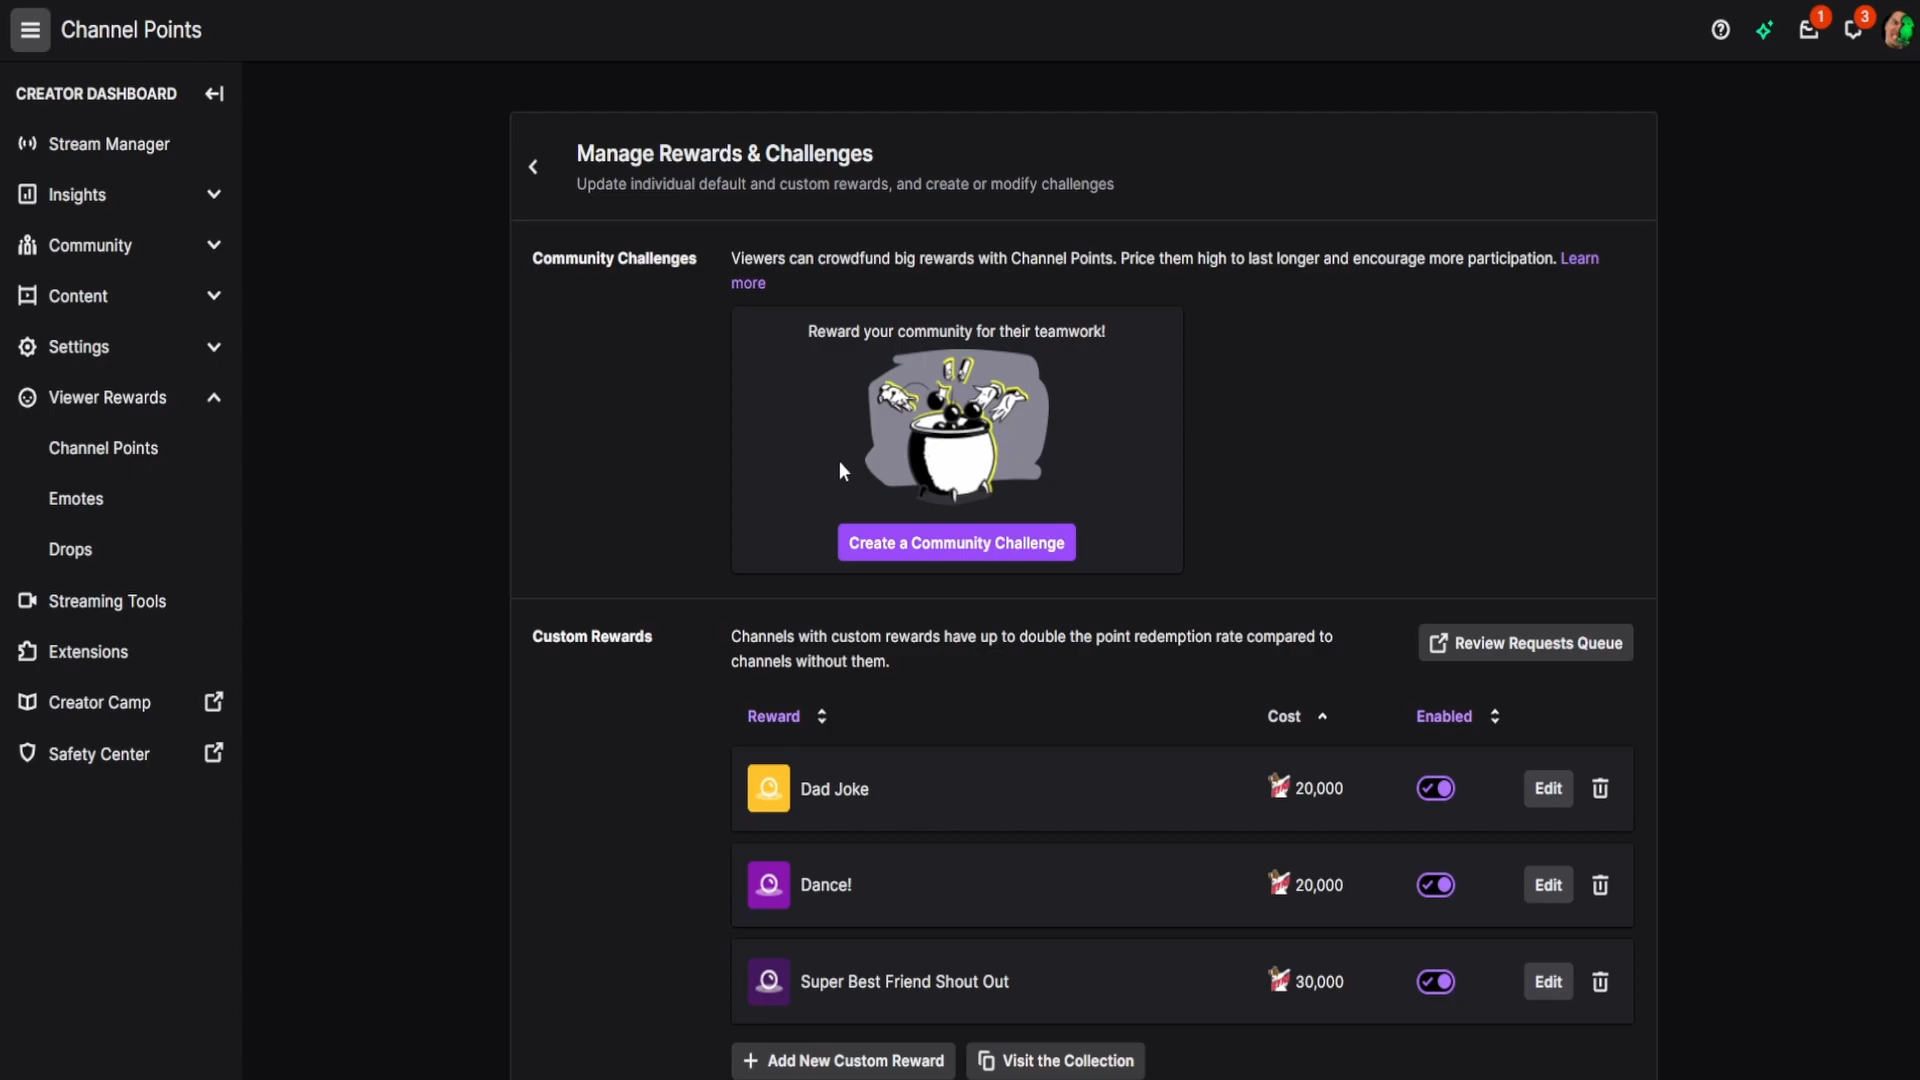 Channel Points
1
3
CREATOR DASHBOARD
Stream Manager
Insights
Community
Content
Settings
Viewer Rewards
Channel Points
Emotes
Drops
Streaming Tools
Extensions
Creator Camp
Safety Center
Manage Rewards & Challenges
Update individual default and custom rewards, and create or modify challenges
Community Challenges
Viewers can crowdfund big rewards with Channel Points. Price them high to last longer and encourage more participation. Learn
more
Reward your community for their teamwork!
Create a Community Challenge
Custom Rewards
Channels with custom rewards have up to double the point redemption rate compared to
channels without them.
Review Requests Queue
Reward Cost Enabled
Dad Joke 20,000 Edit
Dance! 20,000 Edit
Super Best Friend Shout Out 30,000 Edit
Add New Custom Reward Visit the Collection